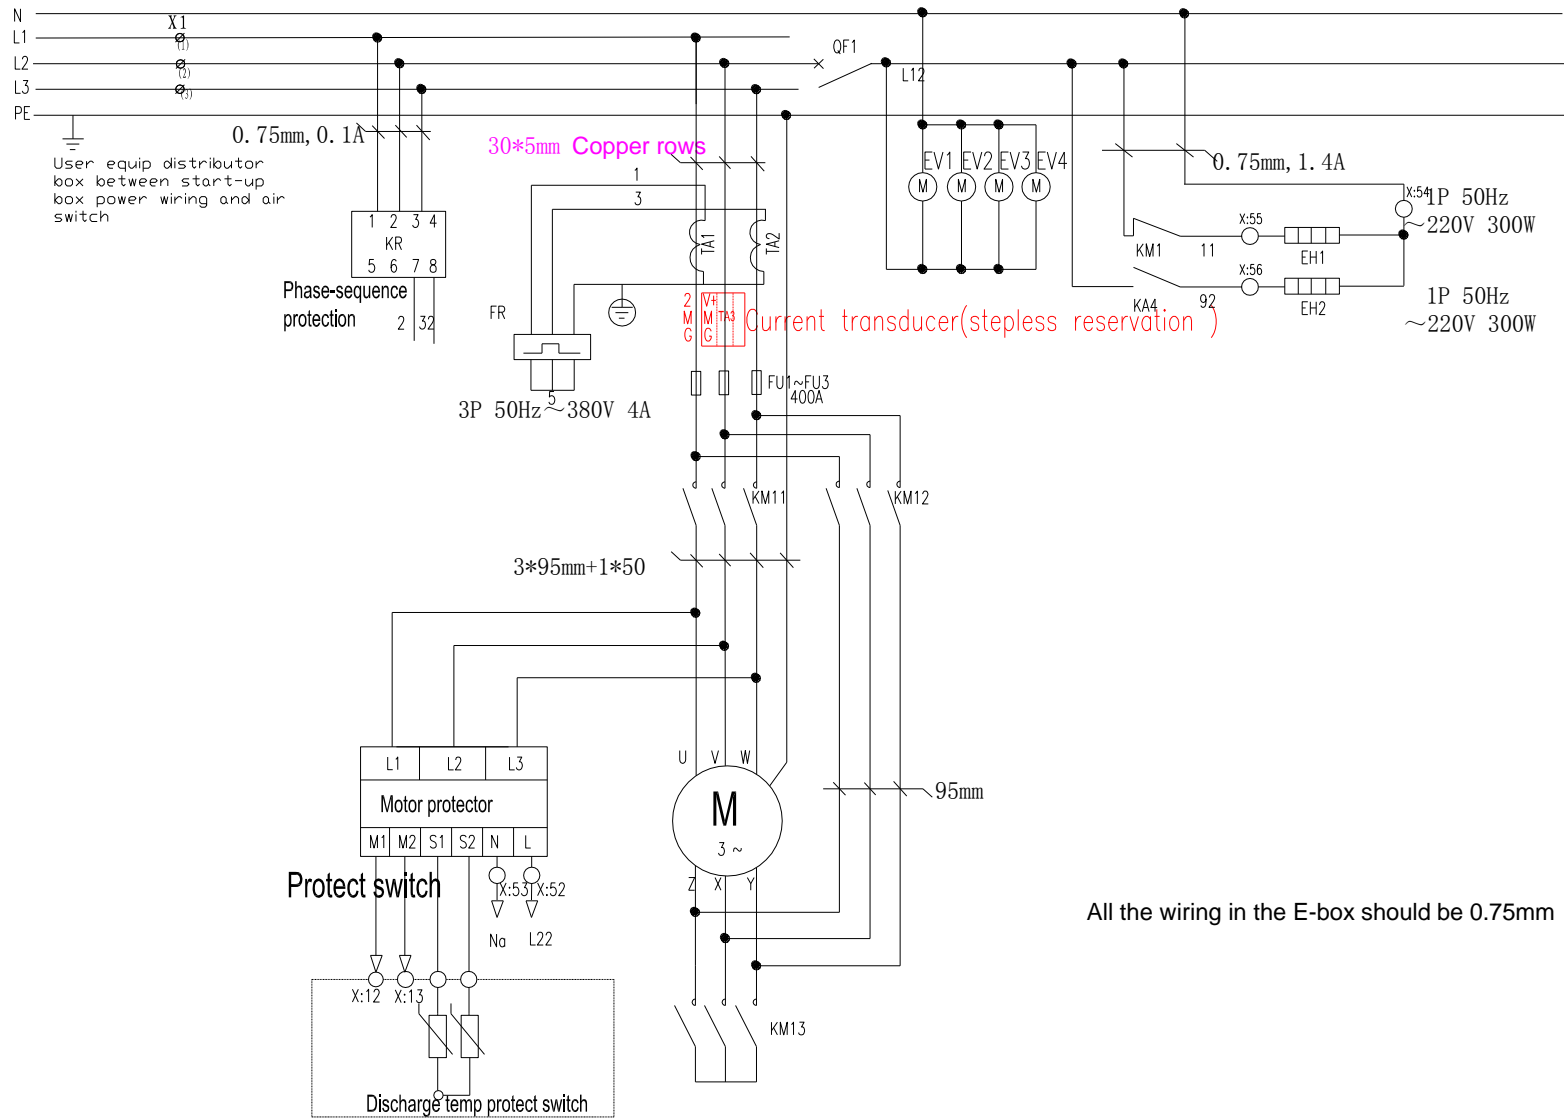 N
X1
L1
(1)
L2
(2)
L3
(3)
PE
QF1
L12
User equip distributor
box between start-up
box power wiring and air
switch
0.75mm, 0.1A
30*5mm Copper rows
1
3
1 2 3 4
KR
5 6 7 8
Phase-sequence
protection
2 32
TA1
TA2
FR
5
3P 50Hz～380V 4A
2 V+
M M TA3
G G
Current transducer(stepless reservation )
FU1~FU3
400A
EV1 EV2 EV3 EV4
M M M M
0.75mm, 1.4A
X:54
1P 50Hz
～220V 300W
KM1
11
X:55
EH1
KA4
92
X:56
EH2
1P 50Hz
～220V 300W
KM11
KM12
3*95mm+1*50
L1 L2 L3
Motor protector
M1 M2 S1 S2 N L
Protect switch
X:53 X:52
Na L22
X:12 X:13
Discharge temp protect switch
U V W
M
3 ~
Z X Y
95mm
KM13
All the wiring in the E-box should be 0.75mm